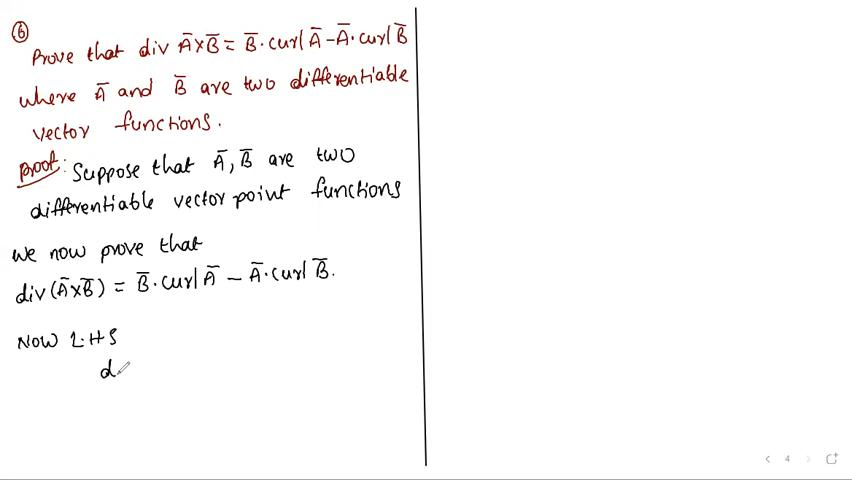 ⑥
Prove that div Ā×B̄ = B̄·curl Ā – Ā·curl B̄
where Ā and B̄ are two differentiable
vector functions.
Proof: Suppose that Ā, B̄ are two
differentiable vector point functions
We now prove that
div(Ā×B̄) = B̄·curl Ā – Ā·curl B̄.
Now L.H.S
d
4